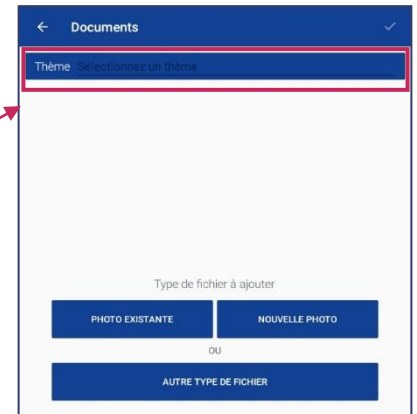 Documents
Thème Sélectionnez un thème
Type de fichier à ajouter
PHOTO EXISTANTE NOUVELLE PHOTO
OU
AUTRE TYPE DE FICHIER